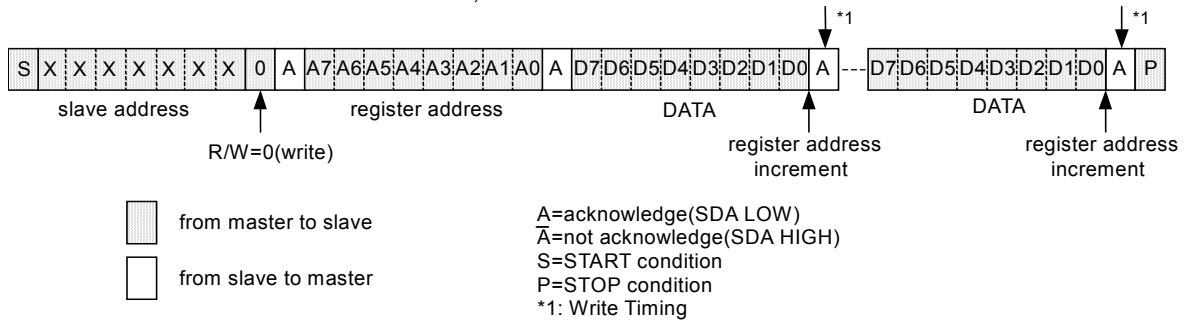 *1 *1
S X X X X X X X 0 A A7 A6 A5 A4 A3 A2 A1 A0 A D7 D6 D5 D4 D3 D2 D1 D0 A D7 D6 D5 D4 D3 D2 D1 D0 A P
slave address register address DATA DATA
R/W=0(write)
register address
increment
register address
increment
from master to slave
from slave to master
A=acknowledge(SDA LOW)
A̅=not acknowledge(SDA HIGH)
S=START condition
P=STOP condition
*1: Write Timing